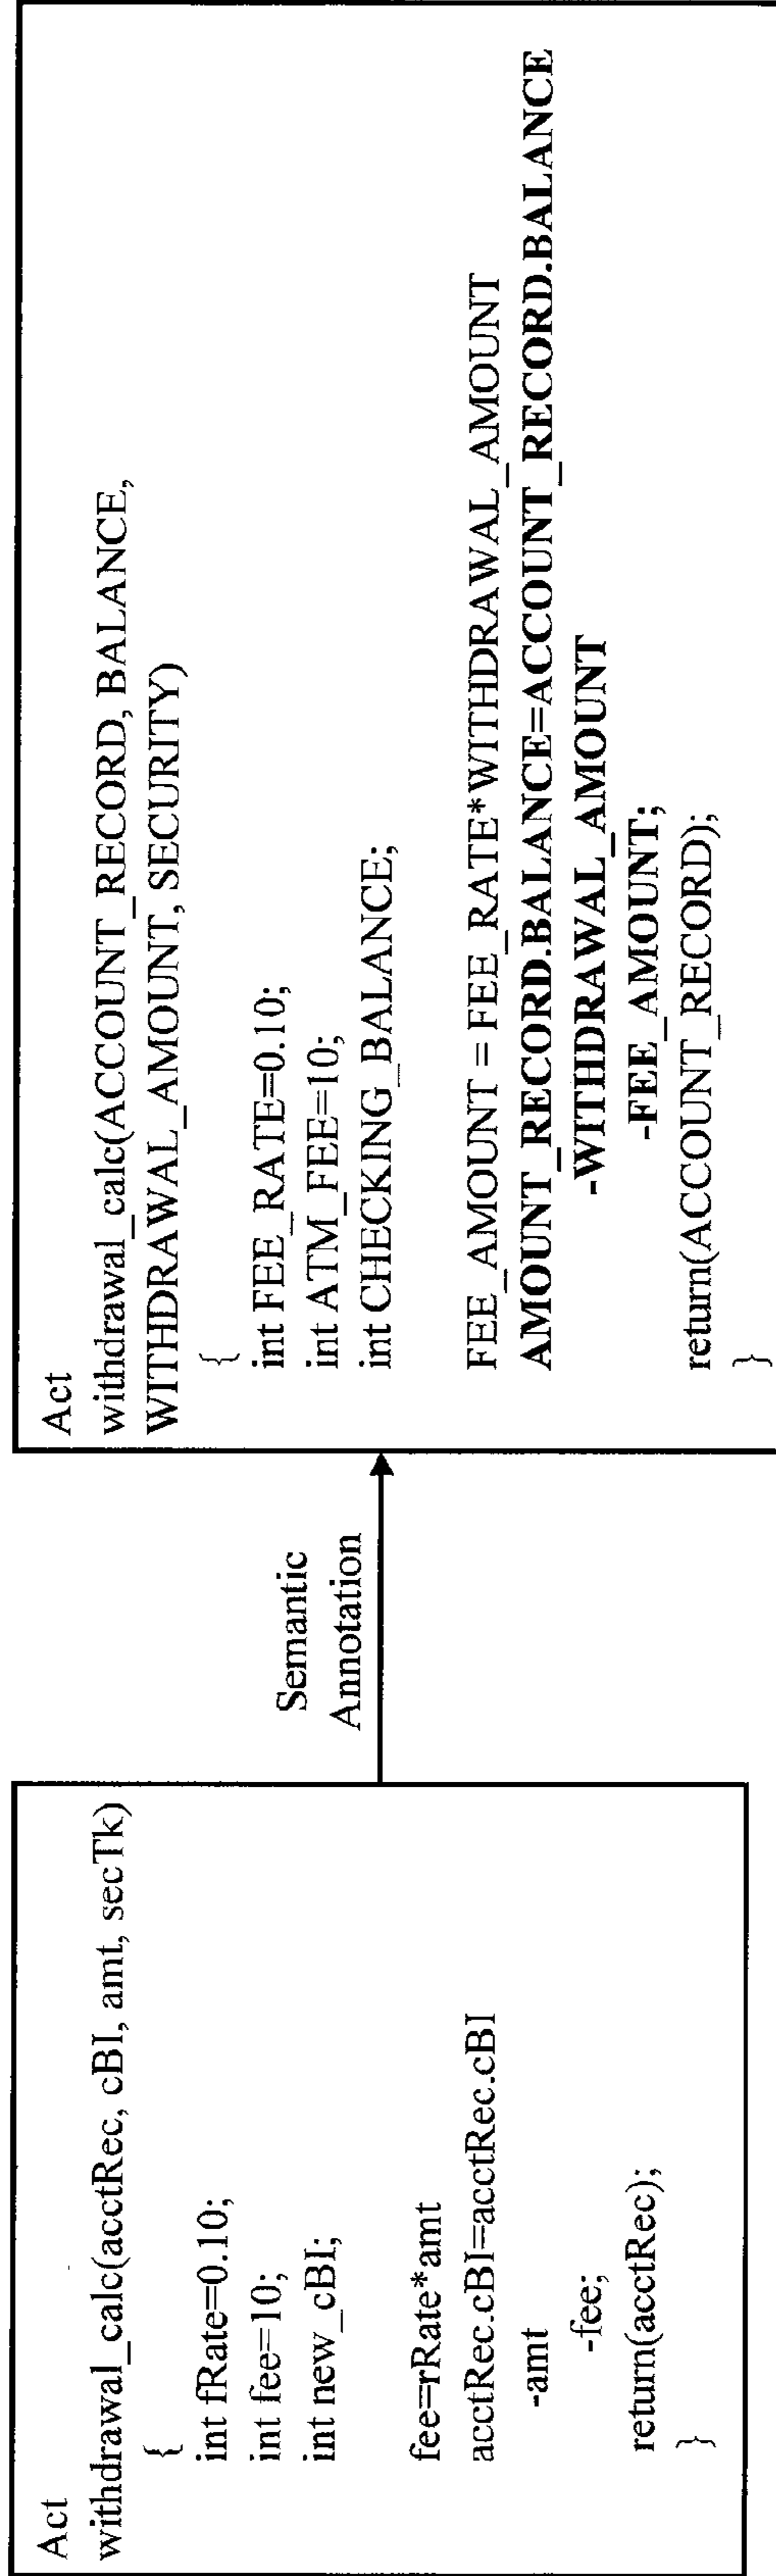 Act
withdrawal_calc(acctRec, cBI, amt, secTk)
{
int fRate=0.10;
int fee=10;
int new_cBI;
fee=rRate*amt
acctRec.cBI=acctRec.cBI
-amt
-fee;
return(acctRec);
}
Semantic
Annotation
Act
withdrawal_calc(ACCOUNT_RECORD, BALANCE,
WITHDRAWAL_AMOUNT, SECURITY)
{
int FEE_RATE=0.10;
int ATM_FEE=10;
int CHECKING_BALANCE;
FEE_AMOUNT = FEE_RATE*WITHDRAWAL_AMOUNT
AMOUNT_RECORD.BALANCE=ACCOUNT_RECORD.BALANCE
-WITHDRAWAL_AMOUNT
-FEE_AMOUNT;
return(ACCOUNT_RECORD);
}